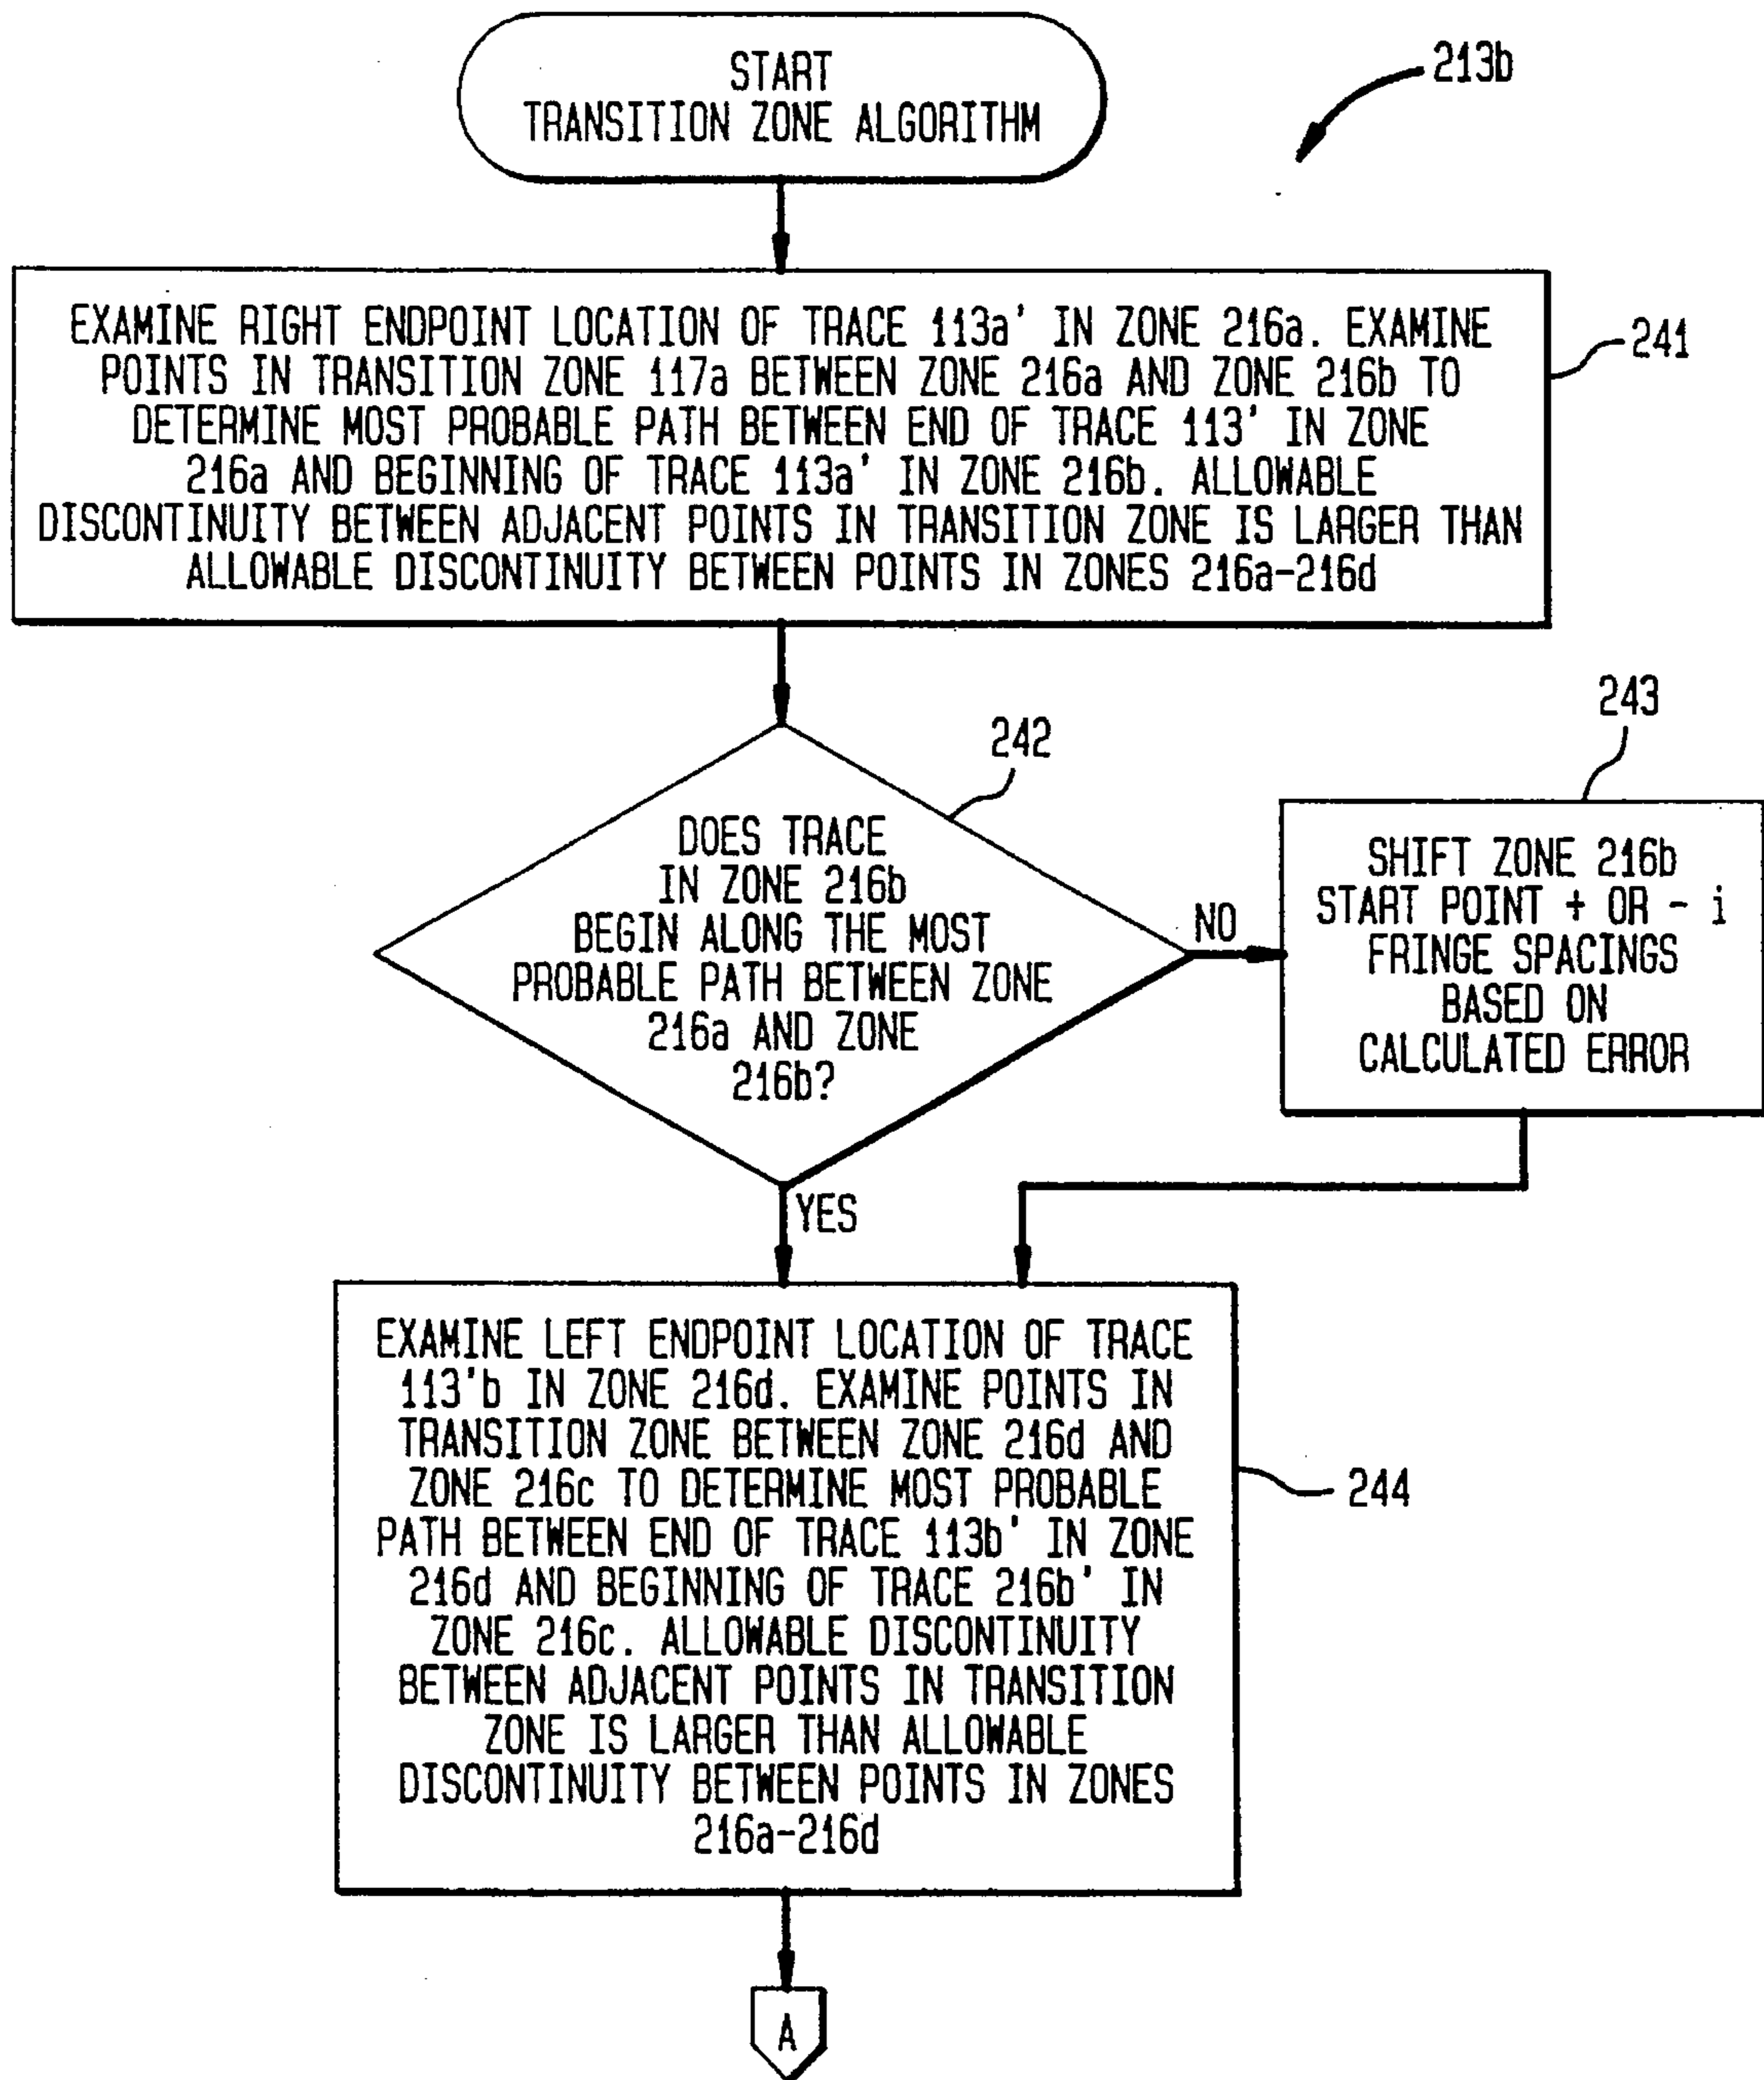 START
TRANSITION ZONE ALGORITHM
213b
EXAMINE RIGHT ENDPOINT LOCATION OF TRACE 113a' IN ZONE 216a. EXAMINE
POINTS IN TRANSITION ZONE 117a BETWEEN ZONE 216a AND ZONE 216b TO
DETERMINE MOST PROBABLE PATH BETWEEN END OF TRACE 113' IN ZONE
216a AND BEGINNING OF TRACE 113a' IN ZONE 216b. ALLOWABLE
DISCONTINUITY BETWEEN ADJACENT POINTS IN TRANSITION ZONE IS LARGER THAN
ALLOWABLE DISCONTINUITY BETWEEN POINTS IN ZONES 216a-216d
241
242
DOES TRACE
IN ZONE 216b
BEGIN ALONG THE MOST
PROBABLE PATH BETWEEN ZONE
216a AND ZONE
216b?
NO
243
SHIFT ZONE 216b
START POINT + OR - i
FRINGE SPACINGS
BASED ON
CALCULATED ERROR
YES
EXAMINE LEFT ENDPOINT LOCATION OF TRACE
113'b IN ZONE 216d. EXAMINE POINTS IN
TRANSITION ZONE BETWEEN ZONE 216d AND
ZONE 216c TO DETERMINE MOST PROBABLE
PATH BETWEEN END OF TRACE 113b' IN ZONE
216d AND BEGINNING OF TRACE 216b' IN
ZONE 216c. ALLOWABLE DISCONTINUITY
BETWEEN ADJACENT POINTS IN TRANSITION
ZONE IS LARGER THAN ALLOWABLE
DISCONTINUITY BETWEEN POINTS IN ZONES
216a-216d
244
A